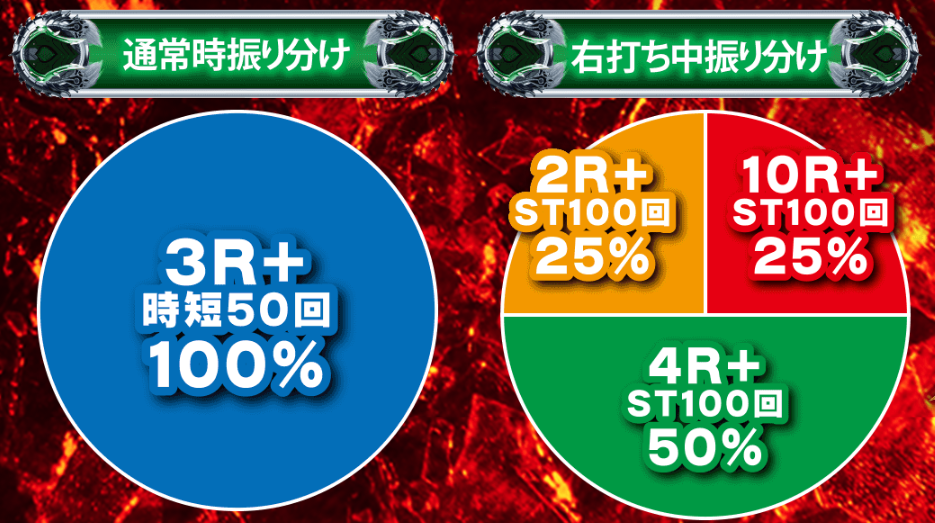 通常時振り分け
右打ち中振り分け
3R+
時短50回
100%
2R+
ST100回
25%
10R+
ST100回
25%
4R+
ST100回
50%